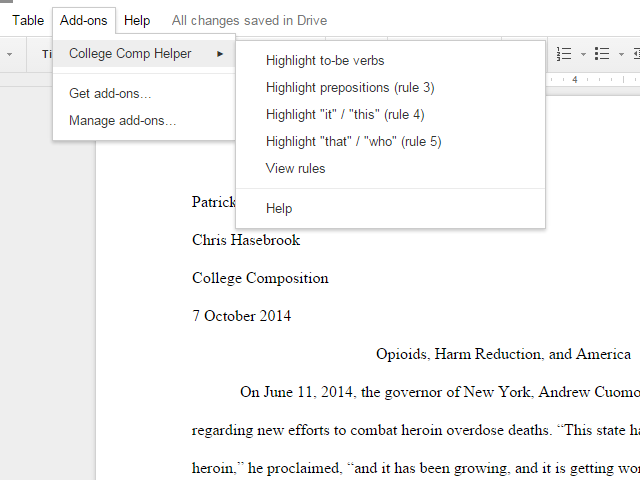 Table Add-ons Help All changes saved in Drive
College Comp Helper
Get add-ons...
Manage add-ons...
Highlight to-be verbs
Highlight prepositions (rule 3)
Highlight "it" / "this" (rule 4)
Highlight "that" / "who" (rule 5)
View rules
Help
4
Patrick
Chris Hasebrook
College Composition
7 October 2014
Opioids, Harm Reduction, and America
On June 11, 2014, the governor of New York, Andrew Cuomo
regarding new efforts to combat heroin overdose deaths. “This state
heroin,” he proclaimed, “and it has been growing, and it is getting